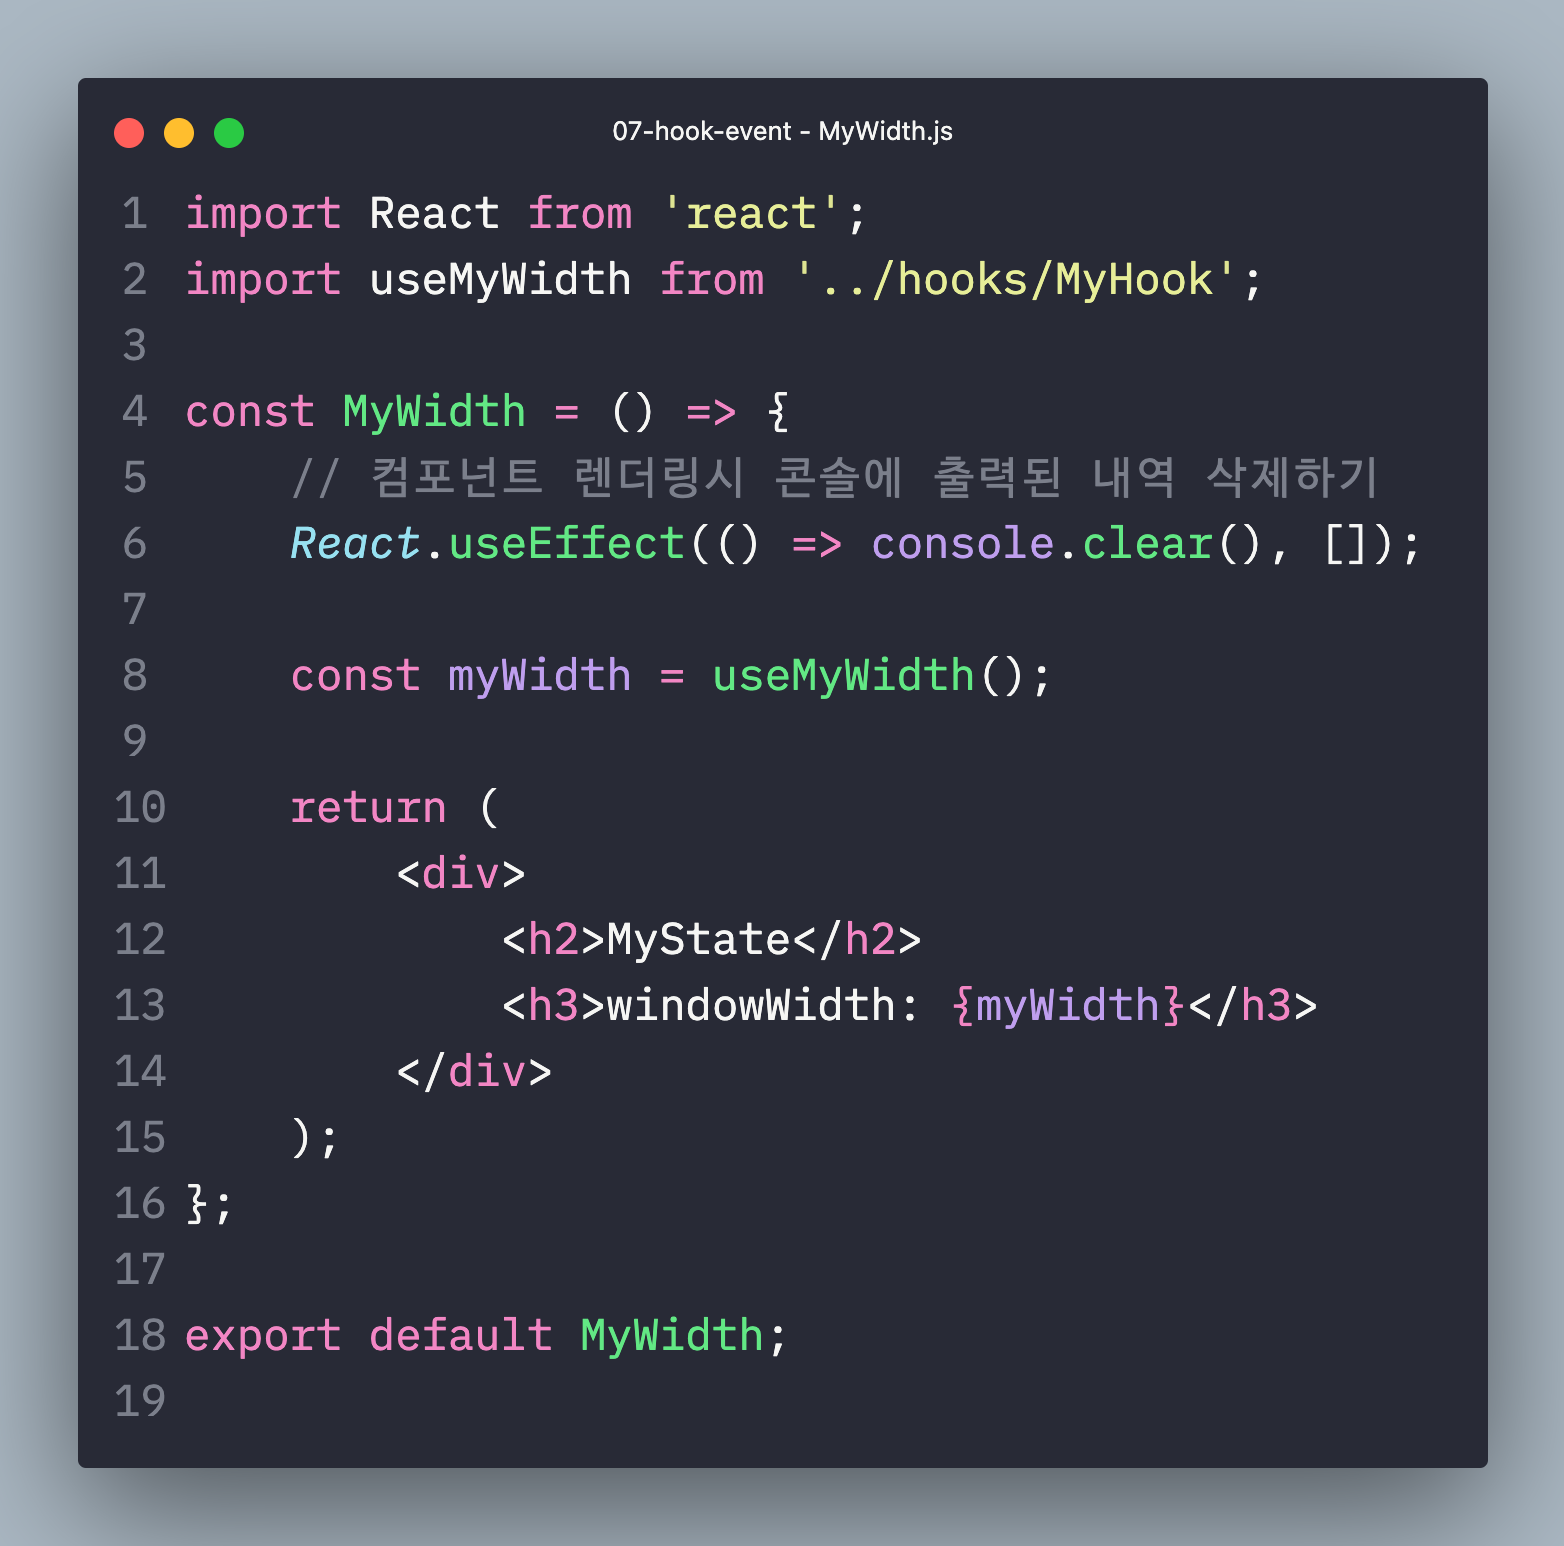 07-hook-event - MyWidth.js
1 import React from 'react';
2 import useMyWidth from '../hooks/MyHook';
3
4 const MyWidth = () => {
5     // 컴포넌트 렌더링시 콘솔에 출력된 내역 삭제하기
6     React.useEffect(() => console.clear(), []);
7
8     const myWidth = useMyWidth();
9
10     return (
11         <div>
12             <h2>MyState</h2>
13             <h3>windowWidth: {myWidth}</h3>
14         </div>
15     );
16 };
17
18 export default MyWidth;
19